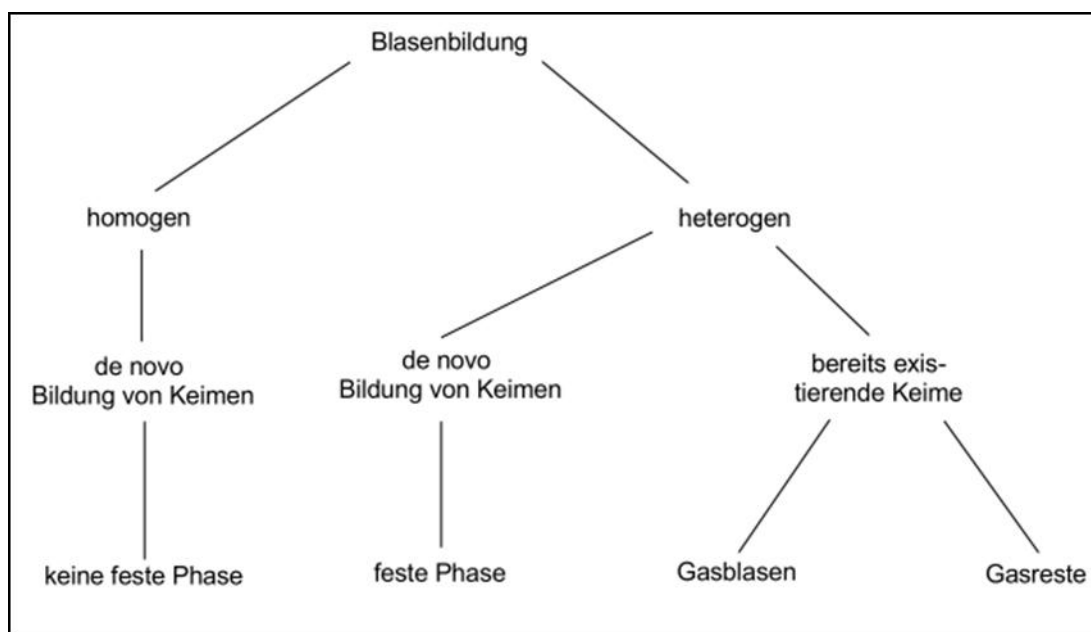 Blasenbildung
homogen
heterogen
de novo
Bildung von Keimen
de novo
Bildung von Keimen
bereits exis-
tierende Keime
keine feste Phase
feste Phase
Gasblasen
Gasreste